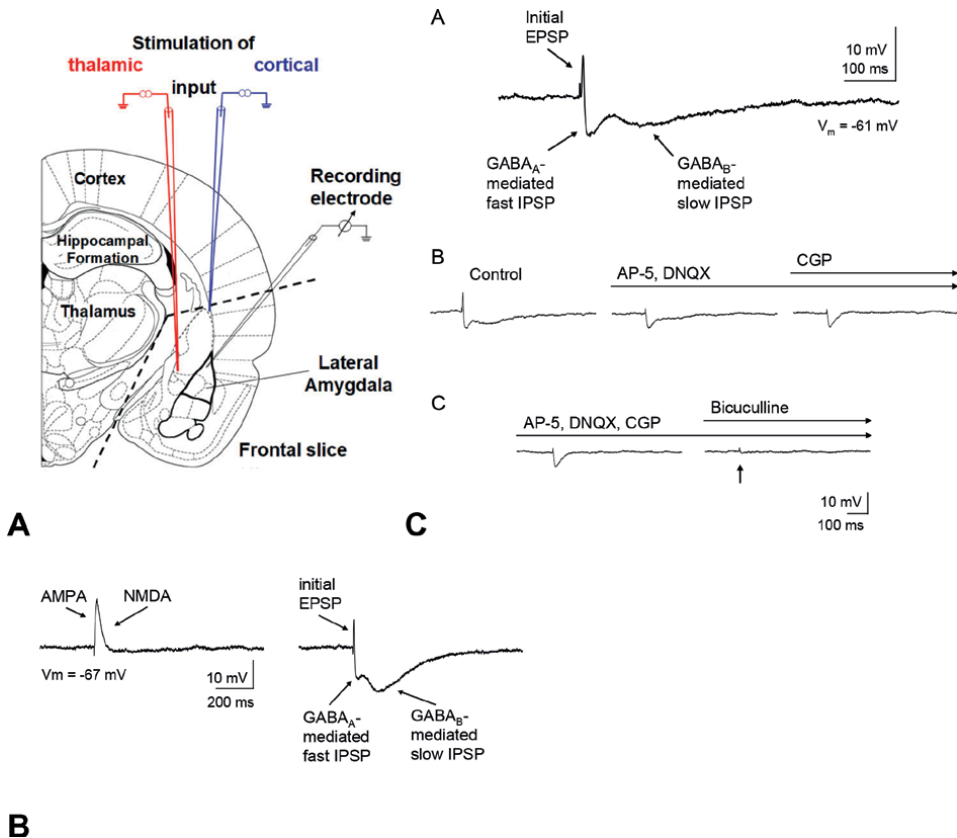 Stimulation of
thalamic cortical
input
Recording
electrode
Cortex
Hippocampal
Formation
Thalamus
Lateral
Amygdala
Frontal slice
A
Initial
EPSP
10 mV
100 ms
Vm = -61 mV
GABAA-
mediated
fast IPSP
GABAB-
mediated
slow IPSP
B
Control
AP-5, DNQX
CGP
C
AP-5, DNQX, CGP
Bicuculline
10 mV
100 ms
A
C
AMPA NMDA
Vm = -67 mV
10 mV
200 ms
initial
EPSP
GABAA-
mediated
fast IPSP
GABAB-
mediated
slow IPSP
B